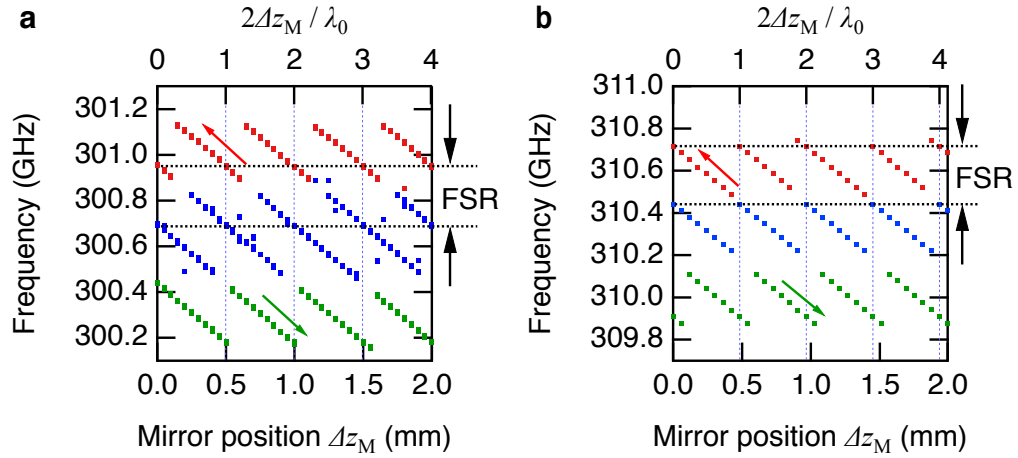 a
2Δz_M / λ_0
0 1 2 3 4
Frequency (GHz)
301.2
301.0
300.8
300.6
300.4
300.2
FSR
0.0 0.5 1.0 1.5 2.0
Mirror position Δz_M (mm)
b
2Δz_M / λ_0
0 1 2 3 4
Frequency (GHz)
311.0
310.8
310.6
310.4
310.2
310.0
309.8
FSR
0.0 0.5 1.0 1.5 2.0
Mirror position Δz_M (mm)